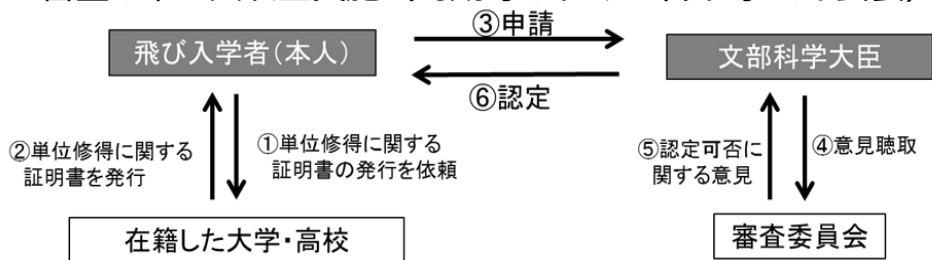 ③申請
飛び入学者(本人)
文部科学大臣
⑥認定
②単位修得に関する
証明書を発行
①単位修得に関する
証明書の発行を依頼
⑤認定可否に
関する意見
④意見聴取
在籍した大学・高校
審査委員会